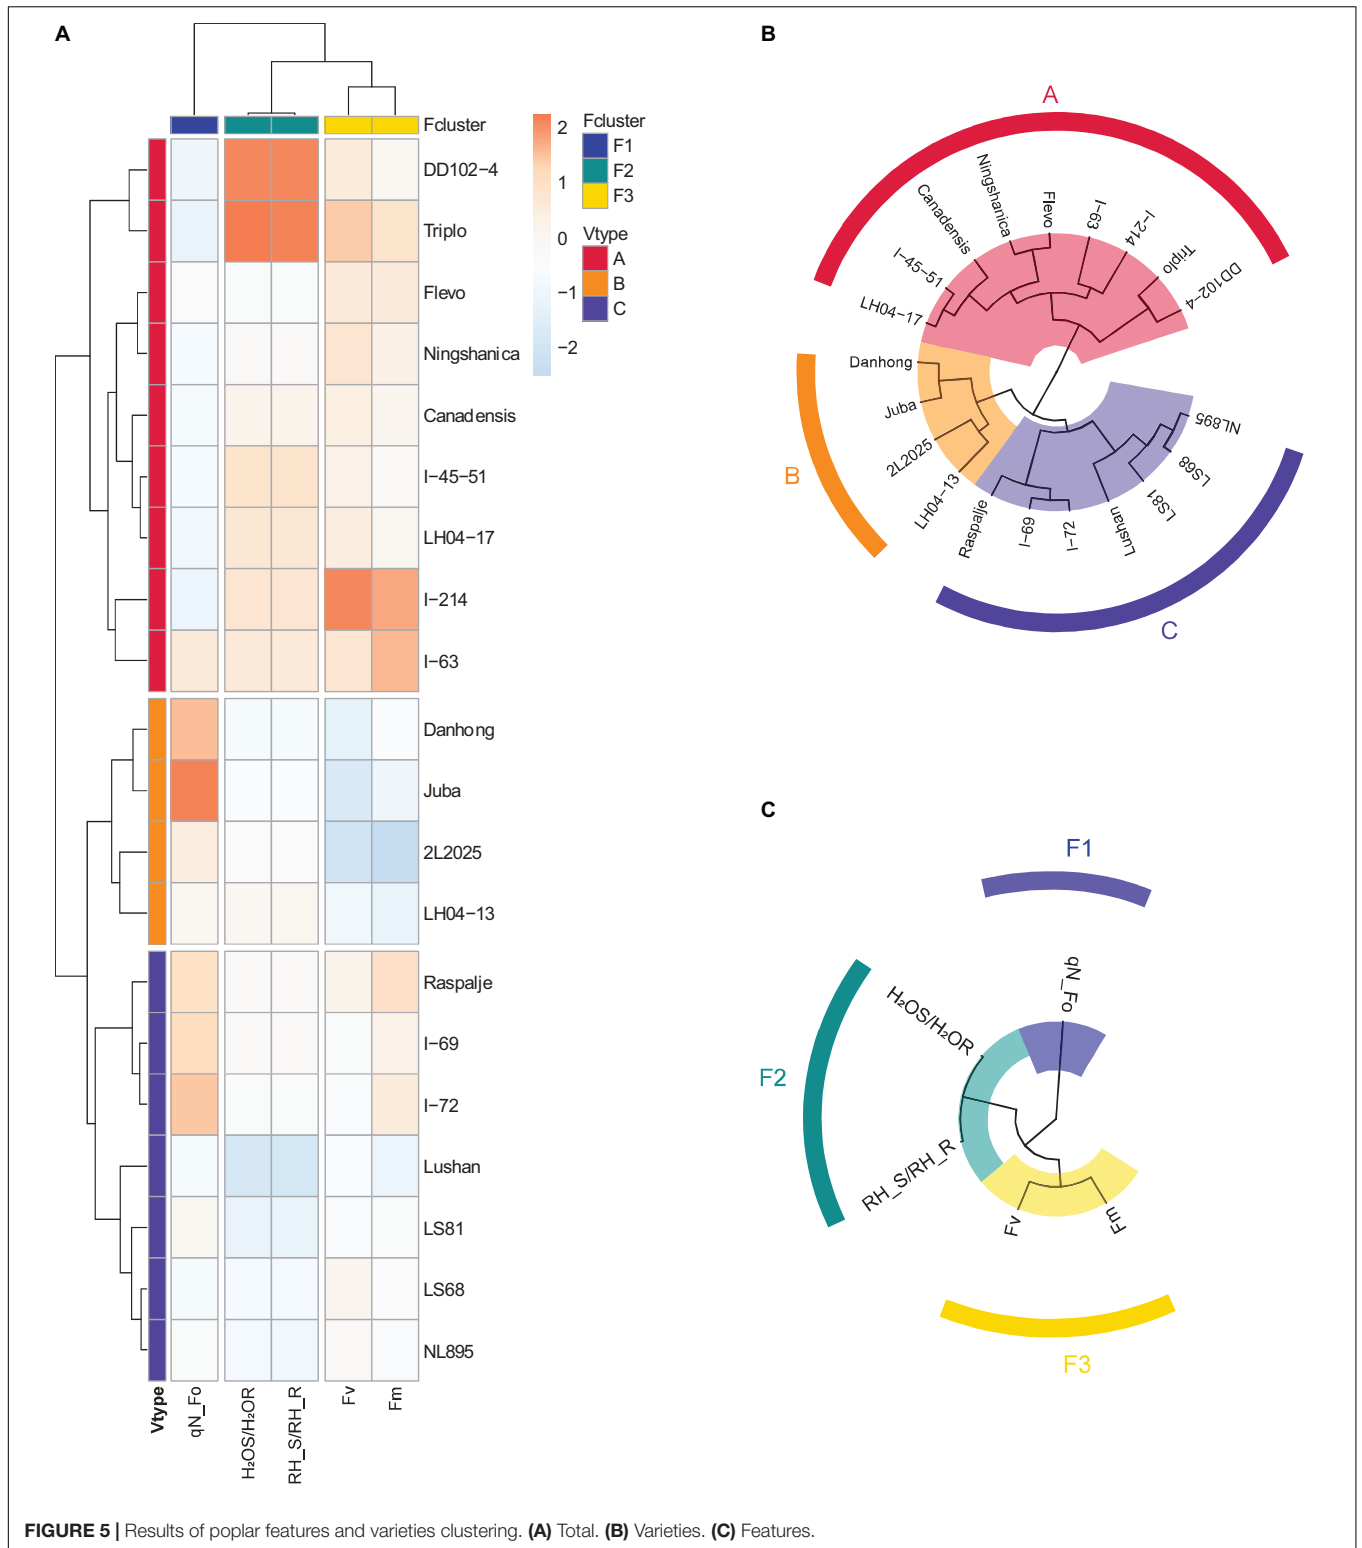 A
Fcluster
DD102−4
Triplo
Flevo
Ningshanica
Canadensis
I−45−51
LH04−17
I−214
I−63
Danhong
Juba
2L2025
LH04−13
Raspalje
I−69
I−72
Lushan
LS81
LS68
NL895
Vtype
qN_Fo
H₂OS/H₂OR
RH_S/RH_R
Fv
Fm
2
1
0
−1
−2
Fcluster
F1
F2
F3
Vtype
A
B
C
B
A
LH04−17
I−45−51
Canadensis
Ningshanica
Flevo
I−63
I−214
Triplo
DD102−4
B
Danhong
Juba
2L2025
LH04−13
Raspalje
I−69
I−72
Lushan
LS81
LS68
NL895
C
C
F1
qN_Fo
F2
H₂OS/H₂OR
RH_S/RH_R
Fv
Fm
F3
FIGURE 5 | Results of poplar features and varieties clustering. (A) Total. (B) Varieties. (C) Features.